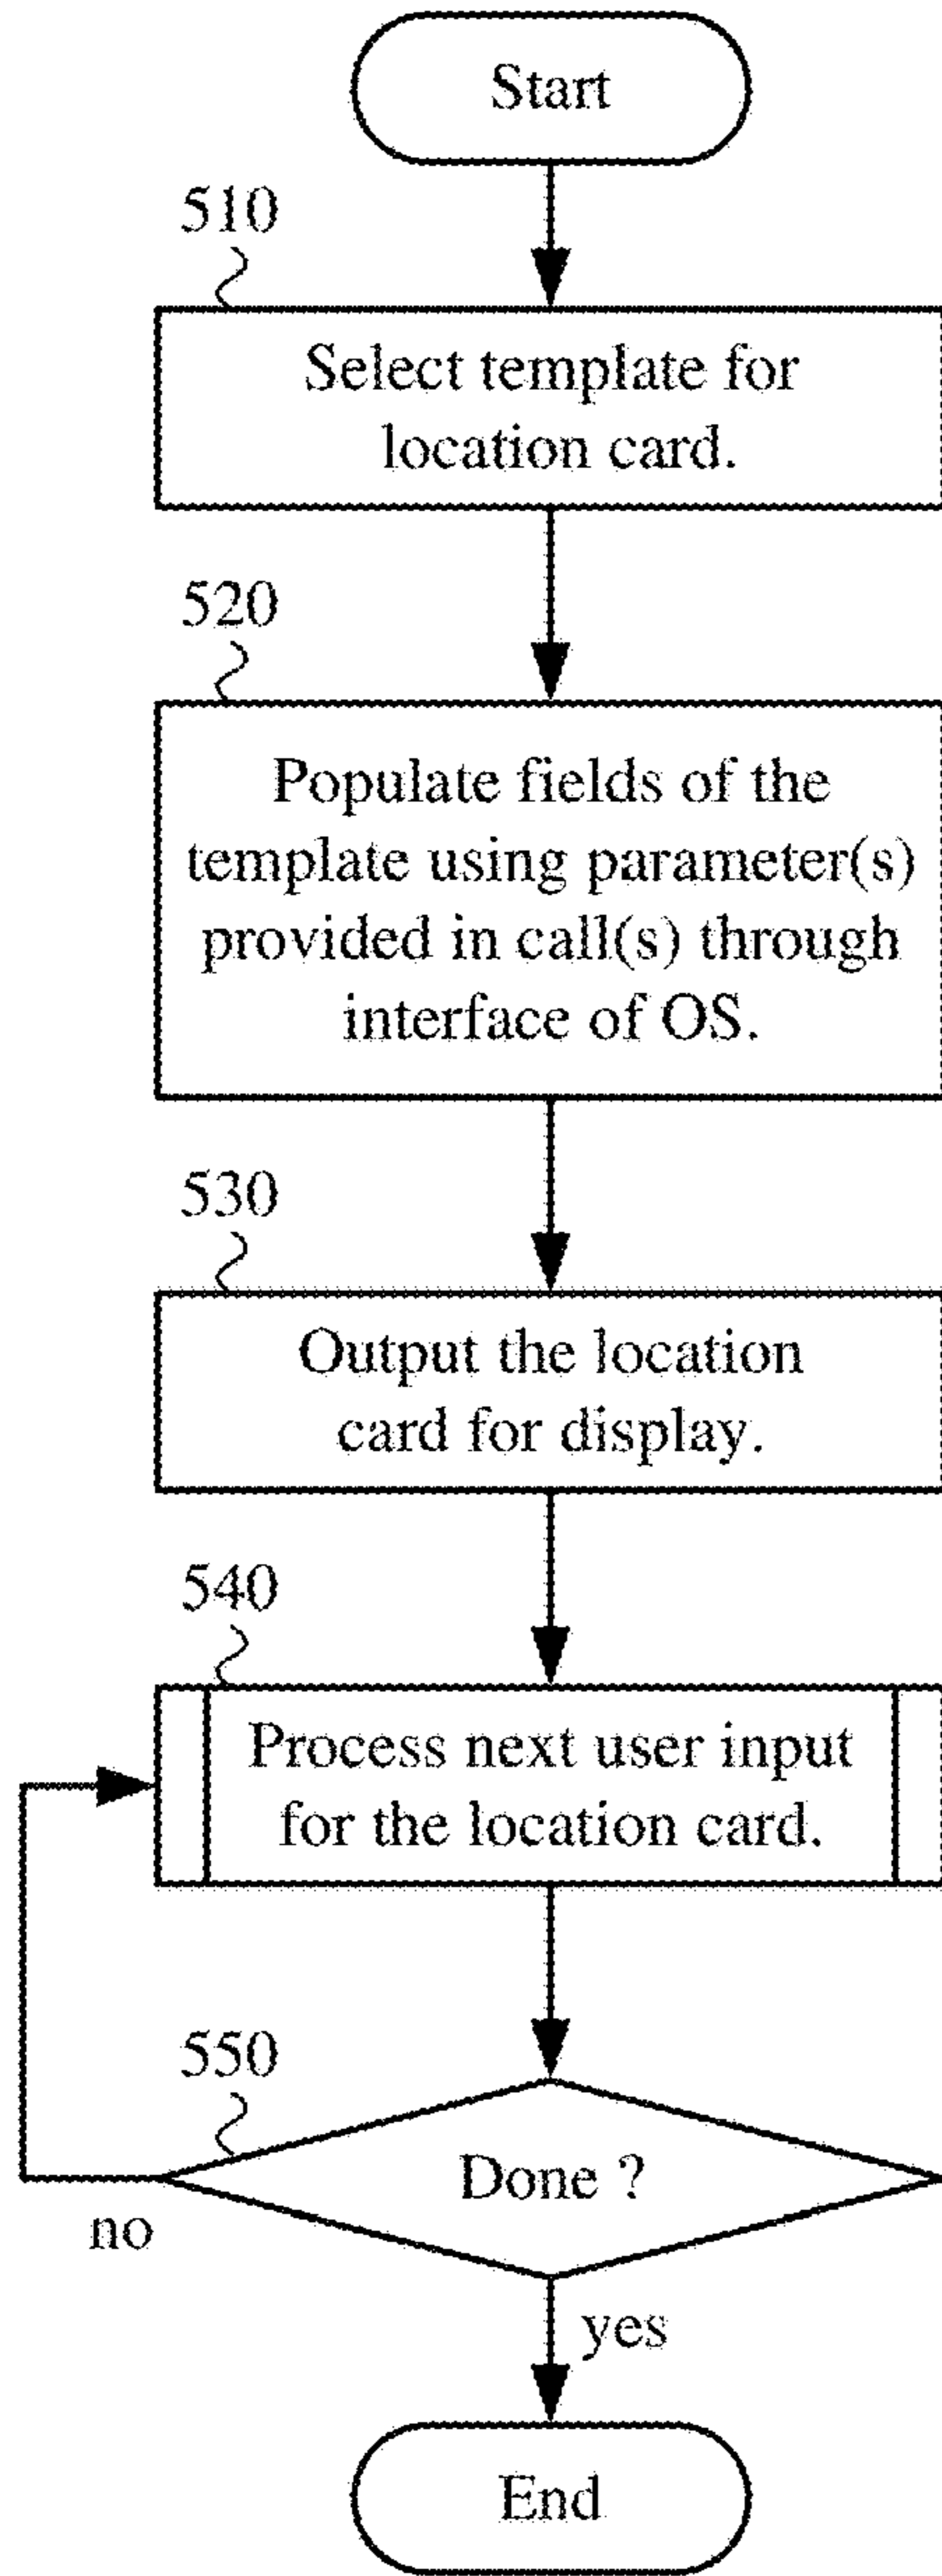 Start
510
Select template for
location card.
520
Populate fields of the
template using parameter(s)
provided in call(s) through
interface of OS.
530
Output the location
card for display.
540
Process next user input
for the location card.
550
Done ?
no
yes
End